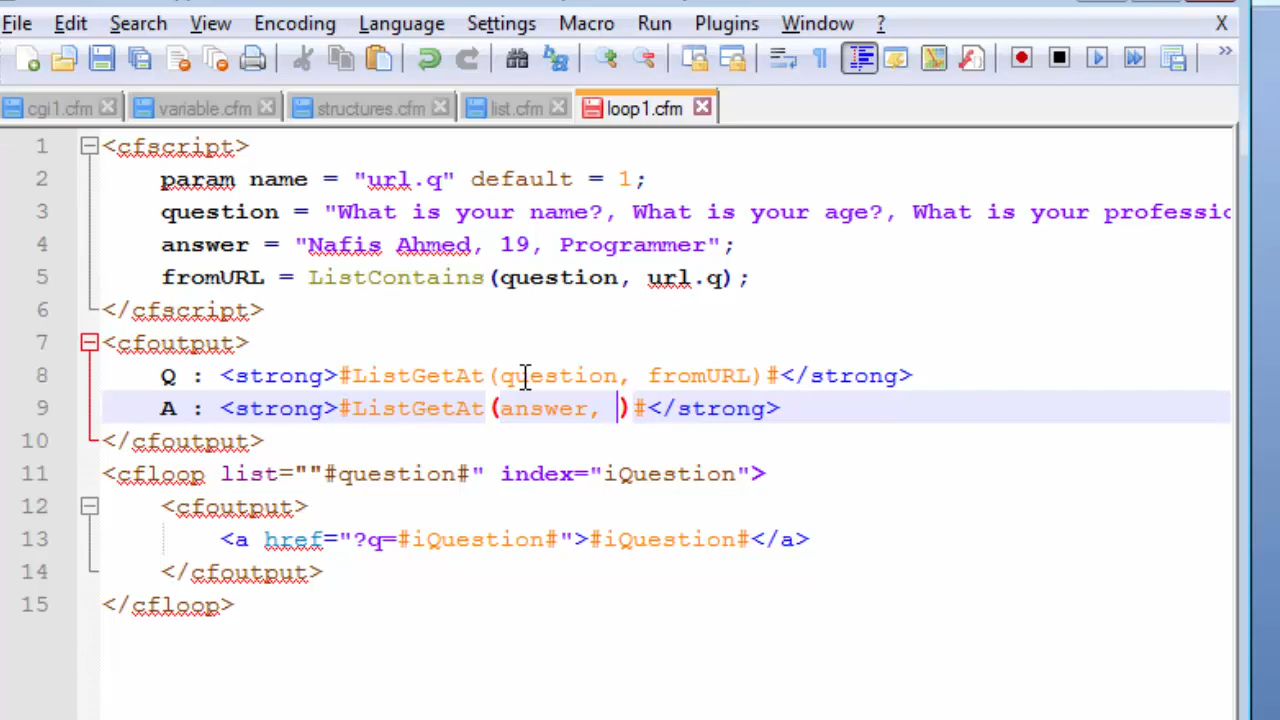 File Edit Search View Encoding Language Settings Macro Run Plugins Window ? X
cgi1.cfm variable.cfm structures.cfm list.cfm loop1.cfm
1 <cfscript>
2 param name = "url.q" default = 1;
3 question = "What is your name?, What is your age?, What is your professio
4 answer = "Nafis Ahmed, 19, Programmer";
5 fromURL = ListContains(question, url.q);
6 </cfscript>
7 <cfoutput>
8 Q : <strong>#ListGetAt(question, fromURL)#</strong>
9 A : <strong>#ListGetAt(answer, )#</strong>
10 </cfoutput>
11 <cfloop list=""#question#" index="iQuestion">
12 <cfoutput>
13 <a href="?q=#iQuestion#">#iQuestion#</a>
14 </cfoutput>
15 </cfloop>